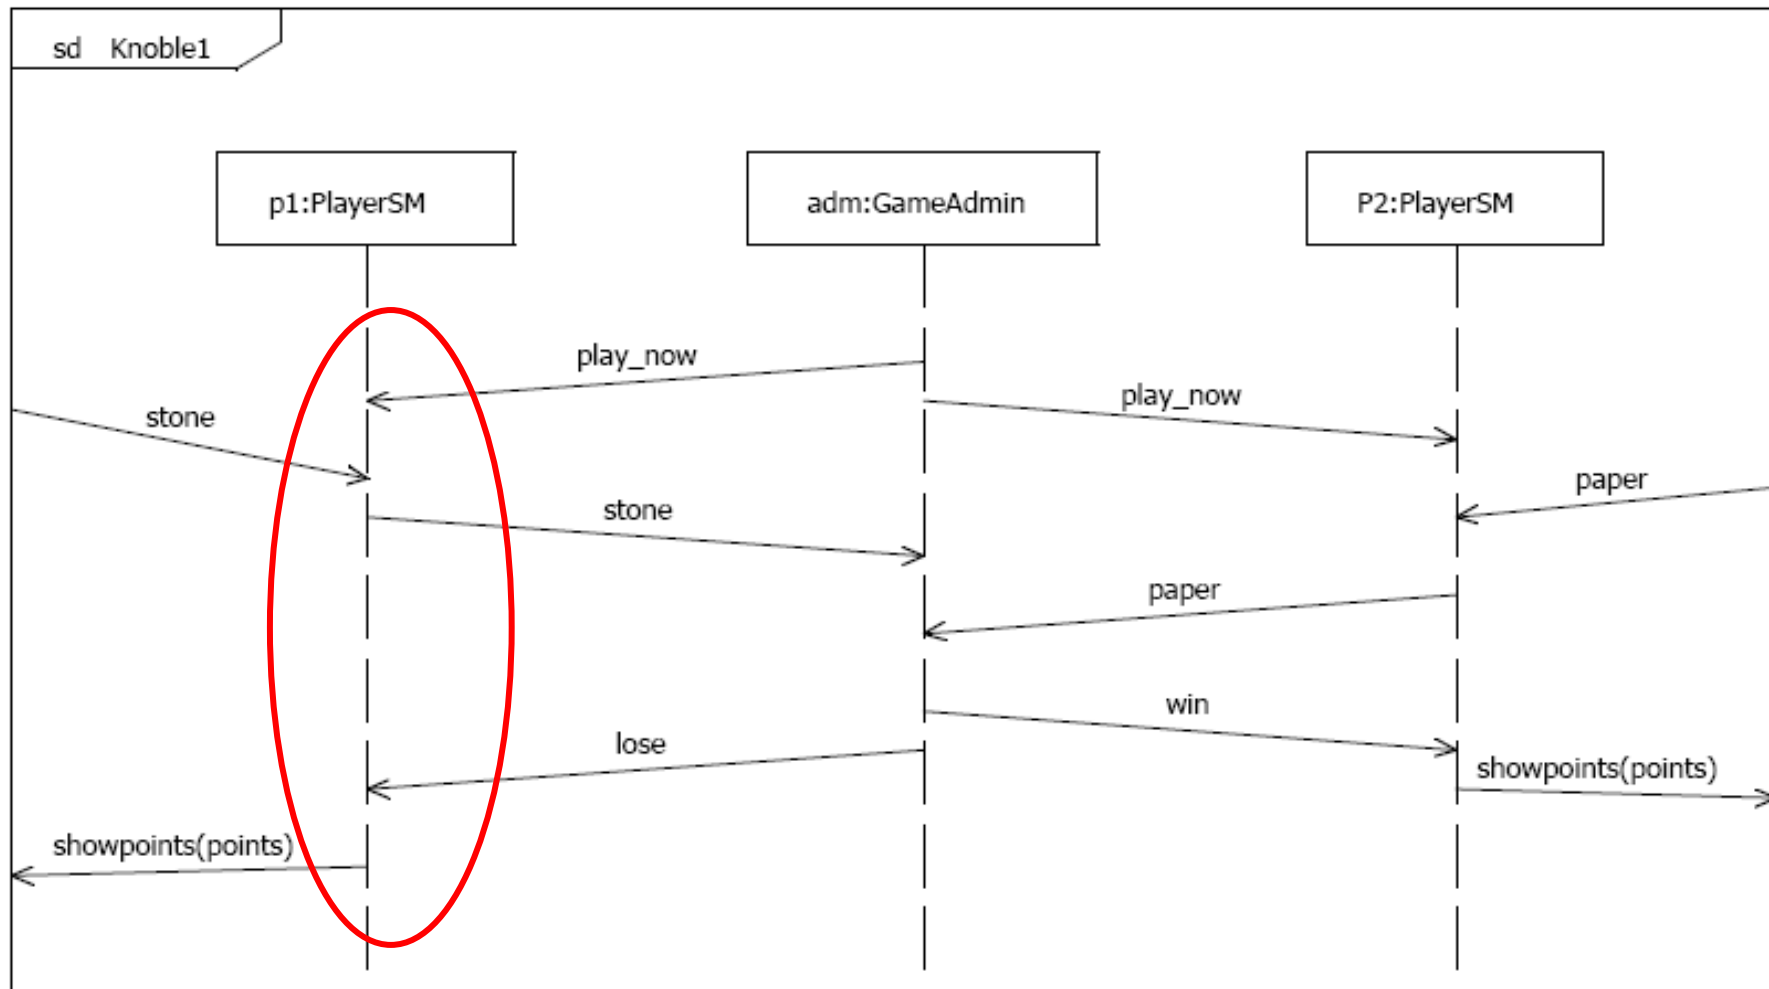 sd Knoble1
p1:PlayerSM
adm:GameAdmin
P2:PlayerSM
play_now
play_now
stone
paper
stone
paper
win
lose
showpoints(points)
showpoints(points)